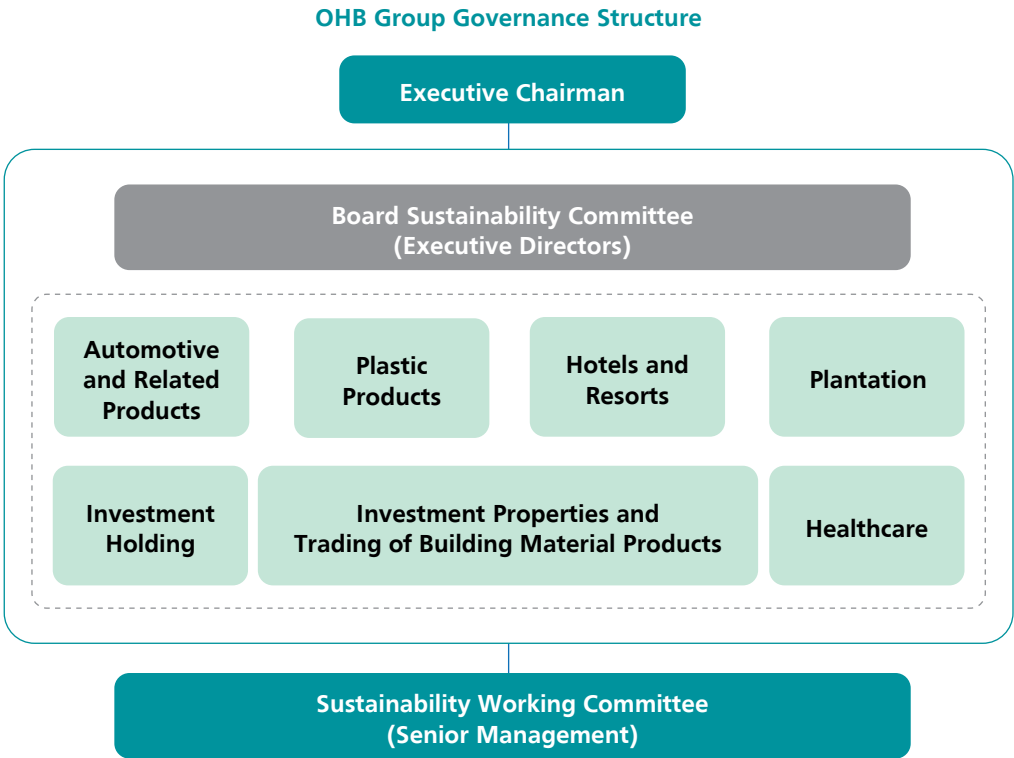 OHB Group Governance Structure
Executive Chairman
Board Sustainability Committee
(Executive Directors)
Automotive
and Related
Products
Plastic
Products
Hotels and
Resorts
Plantation
Investment
Holding
Investment Properties and
Trading of Building Material Products
Healthcare
Sustainability Working Committee
(Senior Management)